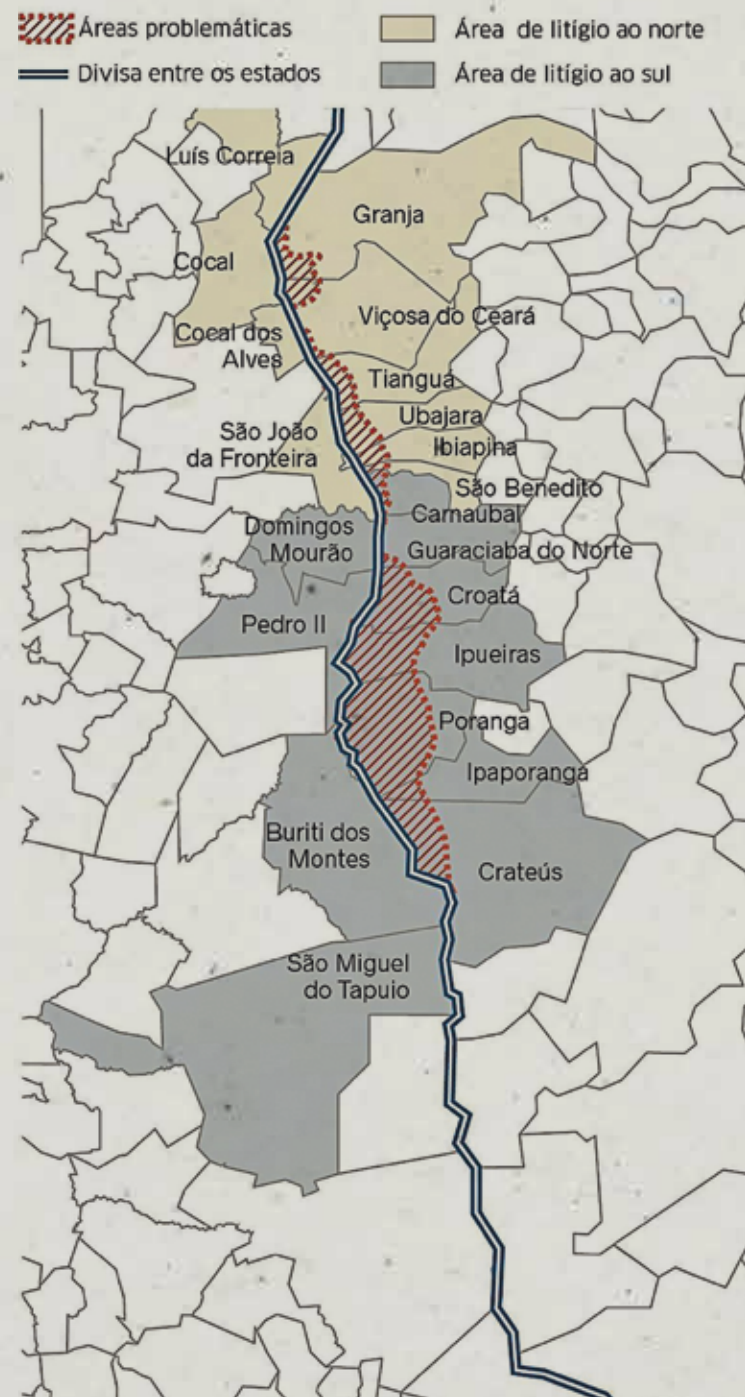 Áreas problemáticas
Área de litígio ao norte
Divisa entre os estados
Área de litígio ao sul
Luís Correia
Granja
Cocal
Viçosa do Ceará
Cocal dos
Alves
Tianguá
Ubajara
São João
da Fronteira
Ibiapina
São Benedito
Carnaubal
Domingos
Mourão
Guaraciaba do Norte
Croatá
Pedro II
Ipueiras
Poranga
Ipaporanga
Buriti dos
Montes
Crateús
São Miguel
do Tapuio